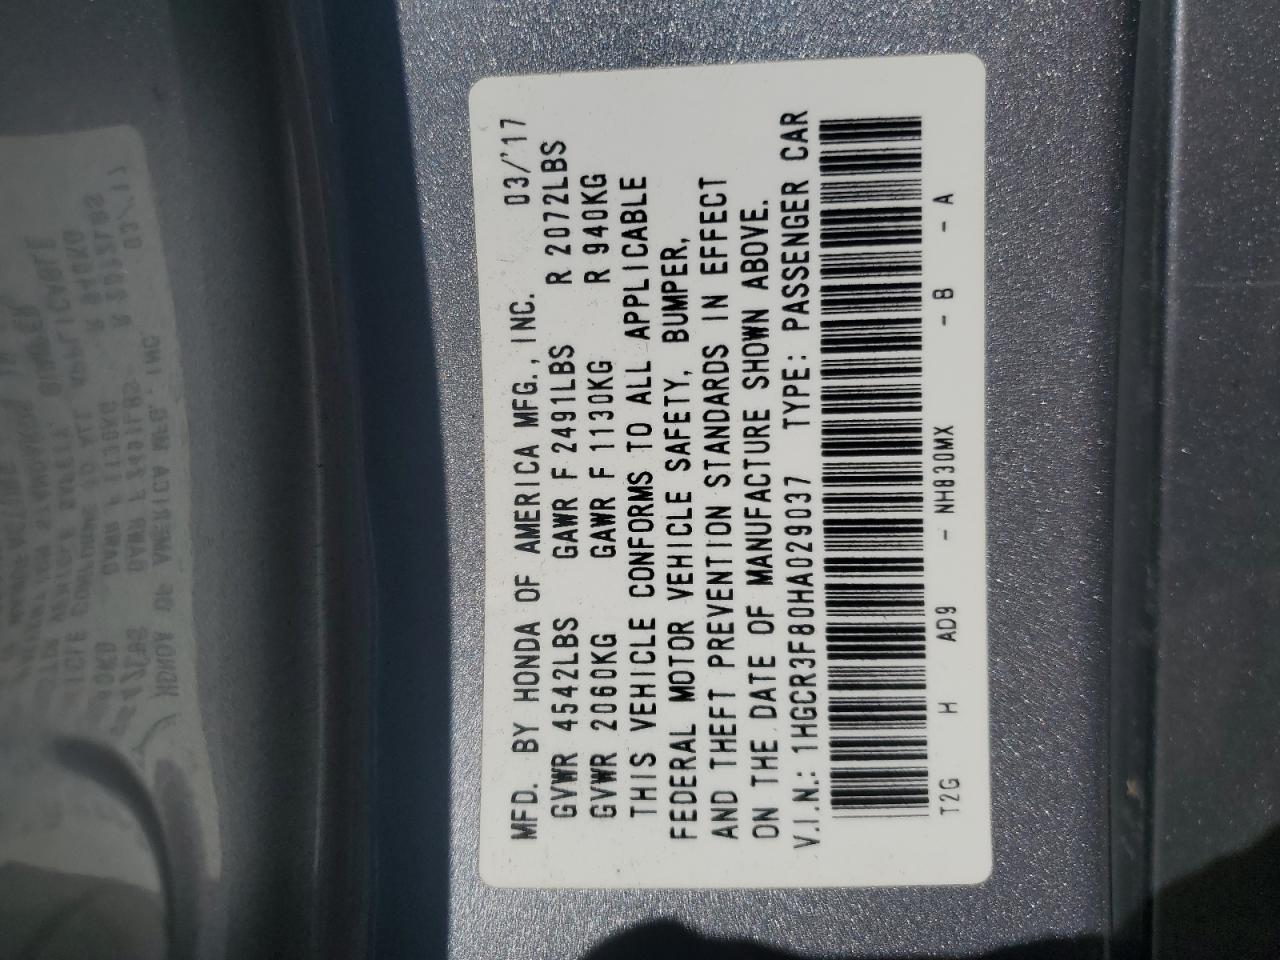 MFD. BY HONDA OF AMERICA MFG., INC. 03/'17
GVWR 4542LBS GAWR F 2491LBS R 2072LBS
GVWR 2060KG GAWR F 1130KG R 940KG
THIS VEHICLE CONFORMS TO ALL APPLICABLE
FEDERAL MOTOR VEHICLE SAFETY, BUMPER,
AND THEFT PREVENTION STANDARDS IN EFFECT
ON THE DATE OF MANUFACTURE SHOWN ABOVE.
V.I.N.: 1HGCR3F80HA029037 TYPE: PASSENGER CAR
T2G H AD9 - NH830MX - B - A